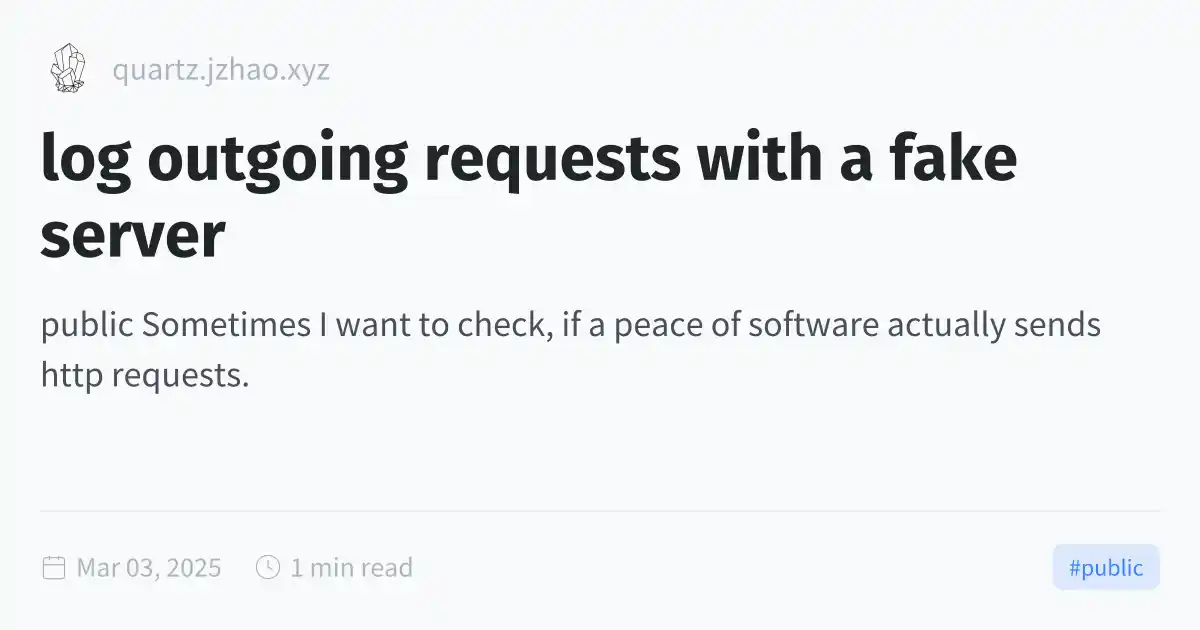 quartz.jzhao.xyz
log outgoing requests with a fake
server
public Sometimes I want to check, if a peace of software actually sends
http requests.
Mar 03, 2025 1 min read
#public